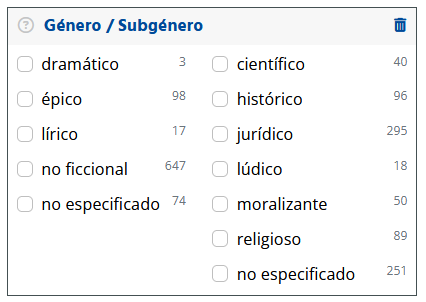 ? Género / Subgénero
dramático 3
épico 98
lírico 17
no ficcional 647
no especificado 74
científico 40
histórico 96
jurídico 295
lúdico 18
moralizante 50
religioso 89
no especificado 251